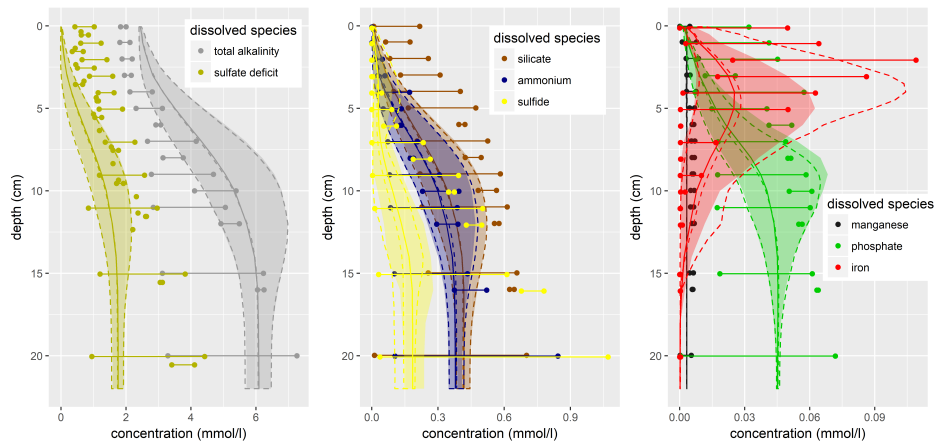 dissolved species
total alkalinity
sulfate deficit
0
5
10
15
20
depth (cm)
0
2
4
6
concentration (mmol/l)
dissolved species
silicate
ammonium
sulfide
0
5
10
15
20
depth (cm)
0.0
0.3
0.6
0.9
concentration (mmol/l)
dissolved species
manganese
phosphate
iron
0
5
10
15
20
depth (cm)
0.00
0.03
0.06
0.09
concentration (mmol/l)